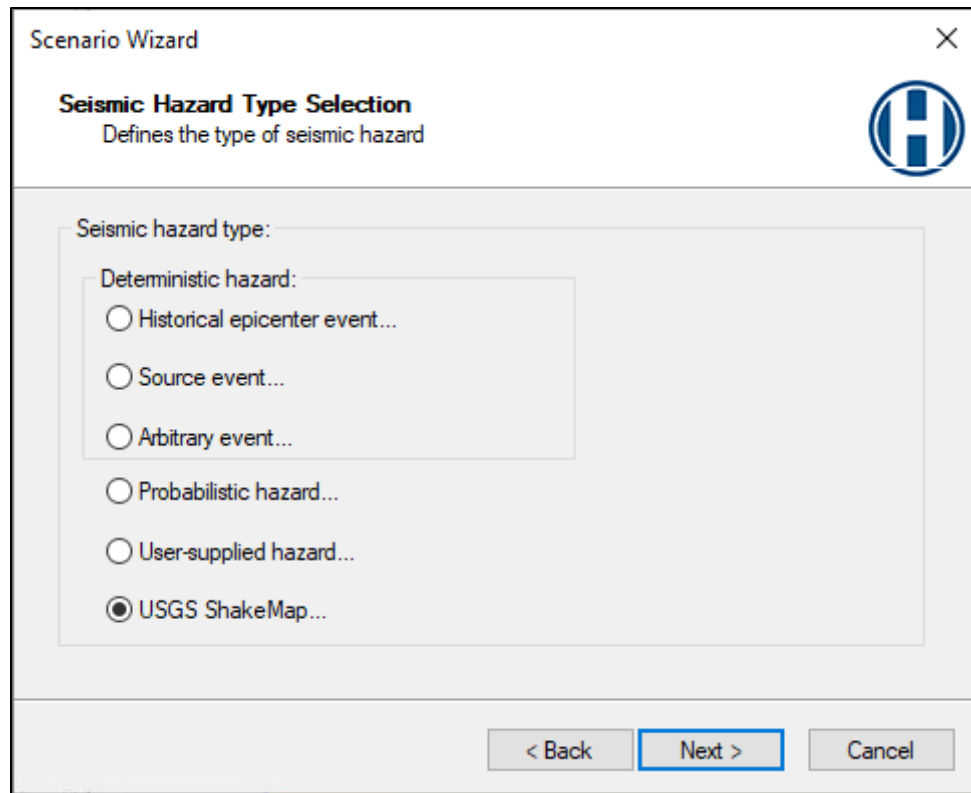 Scenario Wizard
Seismic Hazard Type Selection
Defines the type of seismic hazard
Seismic hazard type:
Deterministic hazard:
Historical epicenter event...
Source event...
Arbitrary event...
Probabilistic hazard...
User-supplied hazard...
USGS ShakeMap...
< Back Next > Cancel